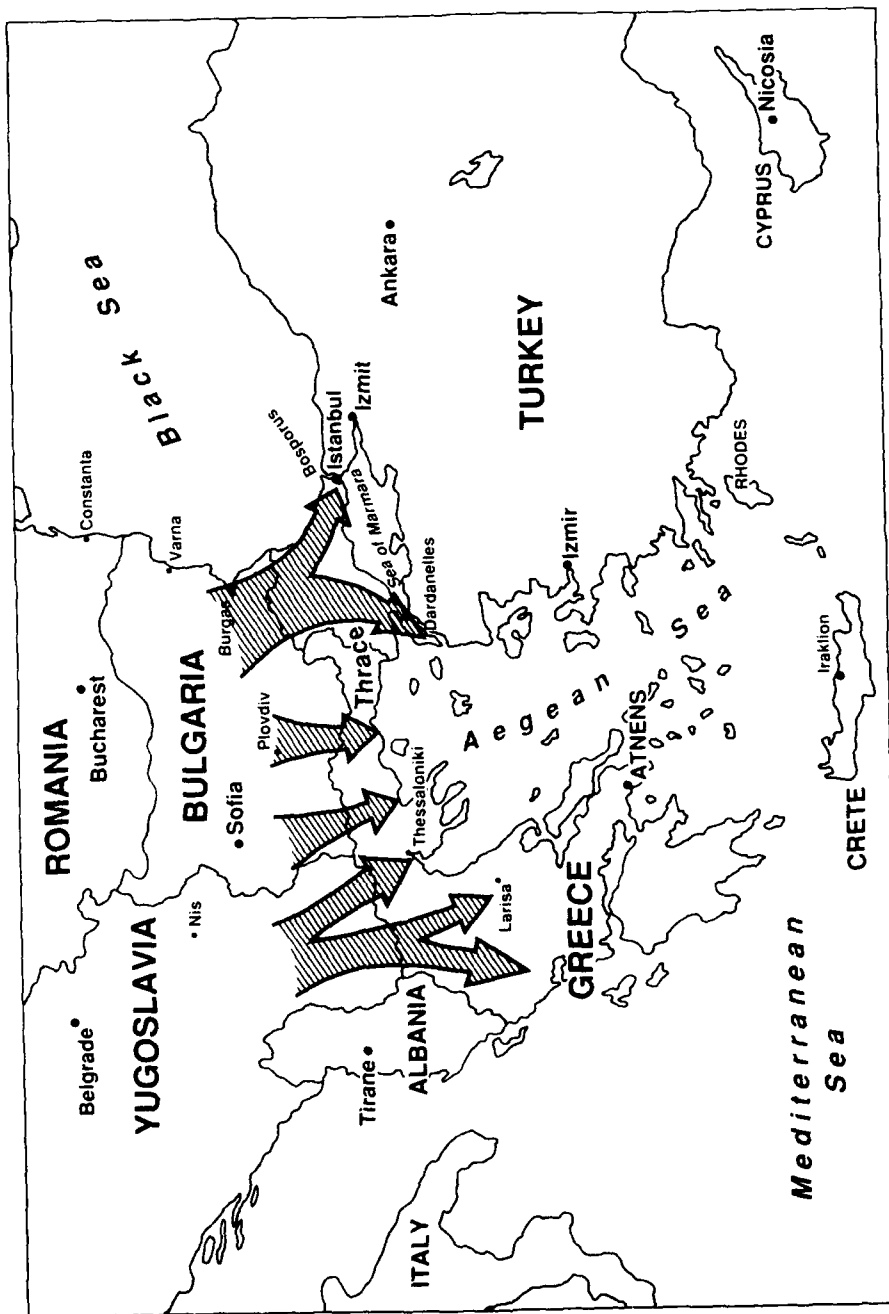 ROMANIA
Bucharest
Constanta
Black Sea
Belgrade
YUGOSLAVIA
Nis
BULGARIA
Sofia
Plovdiv
Varna
Burgas
Bosporus
Istanbul
Izmit
Sea of Marmara
Dardanelles
Thrace
Ankara
TURKEY
Tirane
ALBANIA
Thessaloniki
Larisa
GREECE
Aegean Sea
Izmir
ATNENS
ITALY
RHODES
CYPRUS
Nicosia
Mediterranean
Sea
CRETE
Iraklion